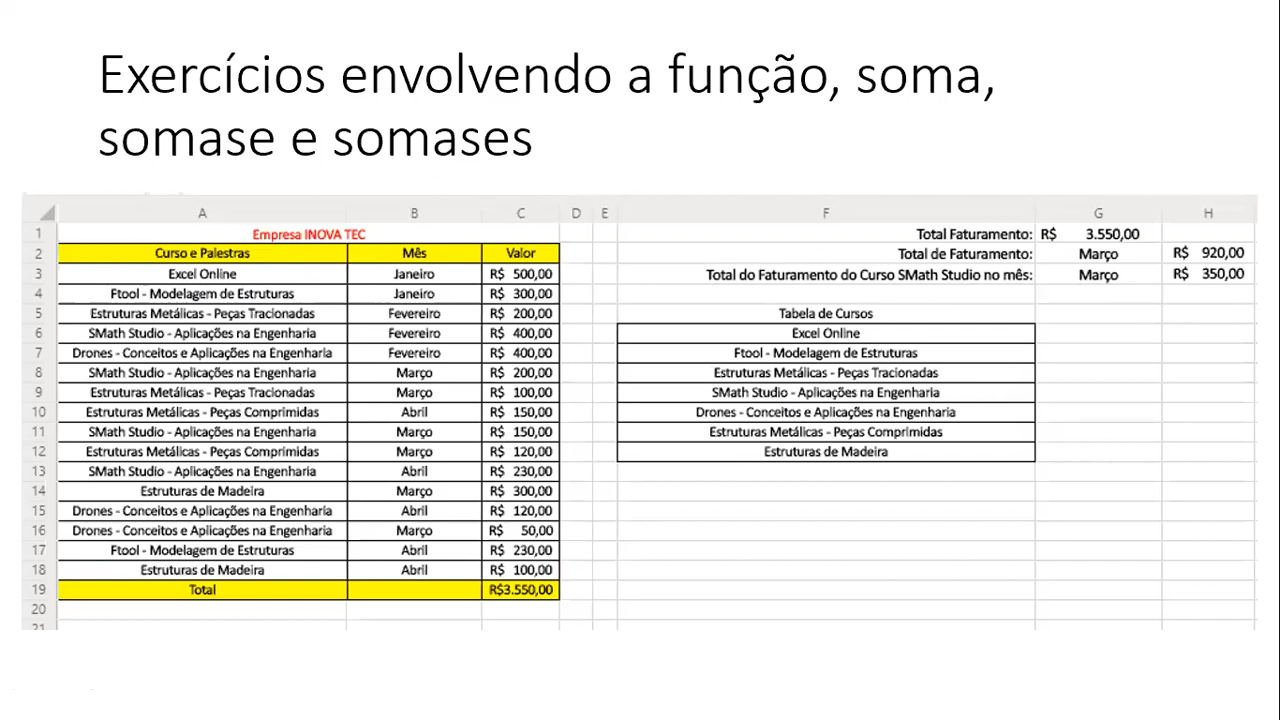 Exercícios envolvendo a função, soma,
somase e somases
A B C D E F G H
1 Empresa INOVA TEC Total Faturamento: R$ 3.550,00
2 Curso e Palestras Mês Valor Total de Faturamento: Março R$ 920,00
3 Excel Online Janeiro R$ 500,00 Total do Faturamento do Curso SMath Studio no mês: Março R$ 350,00
4 Ftool - Modelagem de Estruturas Janeiro R$ 300,00
5 Estruturas Metálicas - Peças Tracionadas Fevereiro R$ 200,00 Tabela de Cursos
6 SMath Studio - Aplicações na Engenharia Fevereiro R$ 400,00 Excel Online
7 Drones - Conceitos e Aplicações na Engenharia Fevereiro R$ 400,00 Ftool - Modelagem de Estruturas
8 SMath Studio - Aplicações na Engenharia Março R$ 200,00 Estruturas Metálicas - Peças Tracionadas
9 Estruturas Metálicas - Peças Tracionadas Março R$ 100,00 SMath Studio - Aplicações na Engenharia
10 Estruturas Metálicas - Peças Comprimidas Abril R$ 150,00 Drones - Conceitos e Aplicações na Engenharia
11 SMath Studio - Aplicações na Engenharia Março R$ 150,00 Estruturas Metálicas - Peças Comprimidas
12 Estruturas Metálicas - Peças Comprimidas Março R$ 120,00 Estruturas de Madeira
13 SMath Studio - Aplicações na Engenharia Abril R$ 230,00
14 Estruturas de Madeira Março R$ 300,00
15 Drones - Conceitos e Aplicações na Engenharia Abril R$ 120,00
16 Drones - Conceitos e Aplicações na Engenharia Março R$ 50,00
17 Ftool - Modelagem de Estruturas Abril R$ 230,00
18 Estruturas de Madeira Abril R$ 100,00
19 Total R$3.550,00
20
21